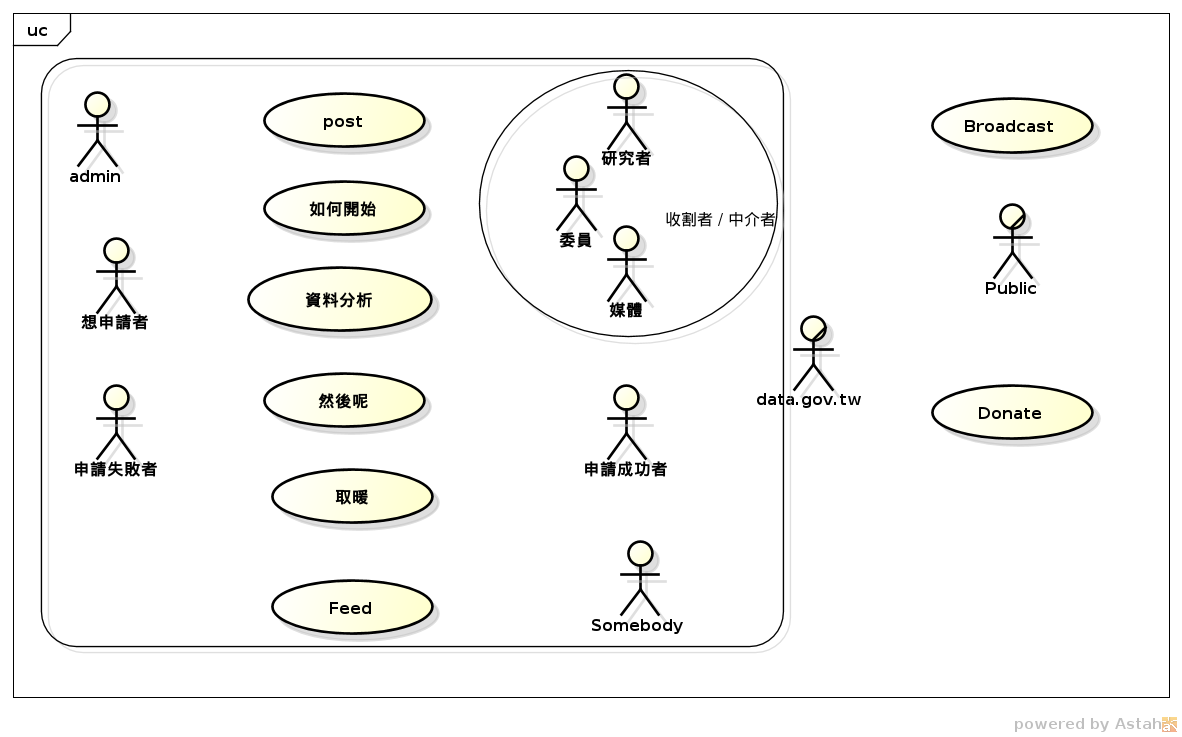 uc
admin
post
研究者
Broadcast
如何開始
委員
收割者 / 中介者
想申請者
資料分析
媒體
Public
data.gov.tw
然後呢
Donate
申請失敗者
申請成功者
取暖
Feed
Somebody
powered by Astah